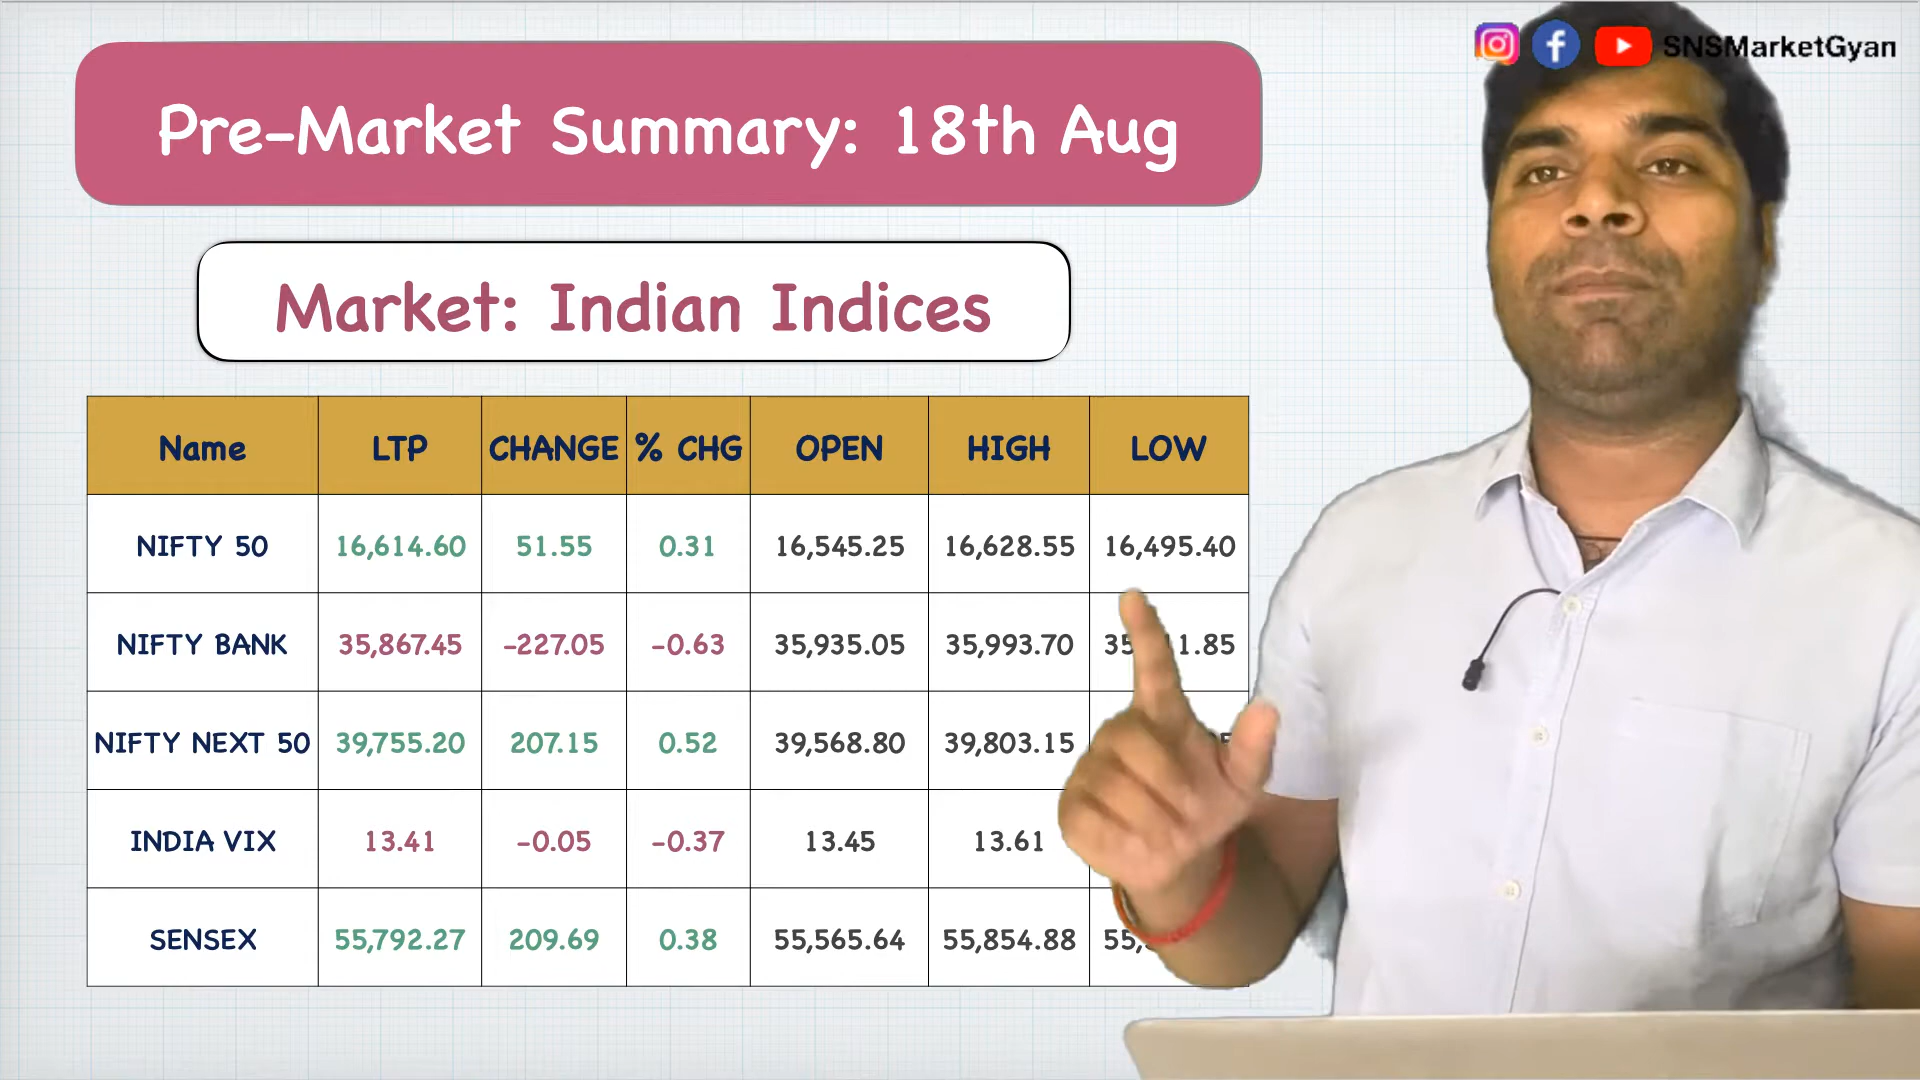 SNSMarketGyan
Pre-Market Summary: 18th Aug
Market: Indian Indices
Name LTP CHANGE % CHG OPEN HIGH LOW
NIFTY 50 16,614.60 51.55 0.31 16,545.25 16,628.55 16,495.40
NIFTY BANK 35,867.45 -227.05 -0.63 35,935.05 35,993.70
NIFTY NEXT 50 39,755.20 207.15 0.52 39,568.80 39,803.15
INDIA VIX 13.41 -0.05 -0.37 13.45 13.61
SENSEX 55,792.27 209.69 0.38 55,565.64 55,854.88